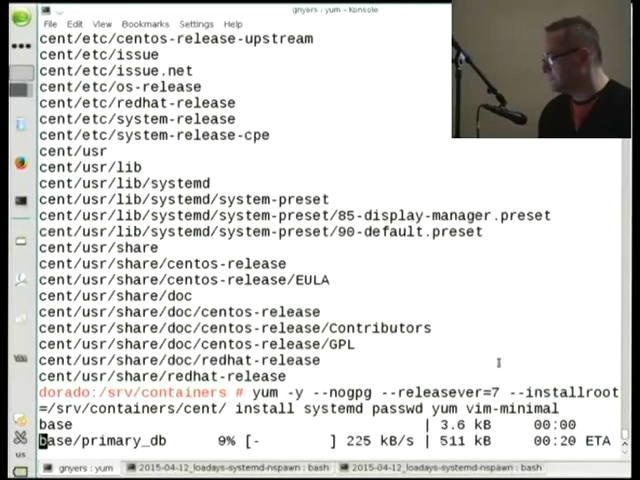 gnyers : yum – Konsole
File Edit View Bookmarks Settings Help
cent/etc/centos-release-upstream
cent/etc/issue
cent/etc/issue.net
cent/etc/os-release
cent/etc/redhat-release
cent/etc/system-release
cent/etc/system-release-cpe
cent/usr
cent/usr/lib
cent/usr/lib/systemd
cent/usr/lib/systemd/system-preset
cent/usr/lib/systemd/system-preset/85-display-manager.preset
cent/usr/lib/systemd/system-preset/90-default.preset
cent/usr/share
cent/usr/share/centos-release
cent/usr/share/centos-release/EULA
cent/usr/share/doc
cent/usr/share/doc/centos-release
cent/usr/share/doc/centos-release/Contributors
cent/usr/share/doc/centos-release/GPL
cent/usr/share/doc/redhat-release
cent/usr/share/redhat-release
dorado:/srv/containers # yum -y --nogpg --releasever=7 --installroot
=/srv/containers/cent/ install systemd passwd yum vim-minimal
base | 3.6 kB 00:00
base/primary_db 9% [- ] 225 kB/s | 511 kB 00:20 ETA
us
gnyers : yum
2015-04-12_loadays-systemd-nspawn : bash
2015-04-12_loadays-systemd-nspawn : bash